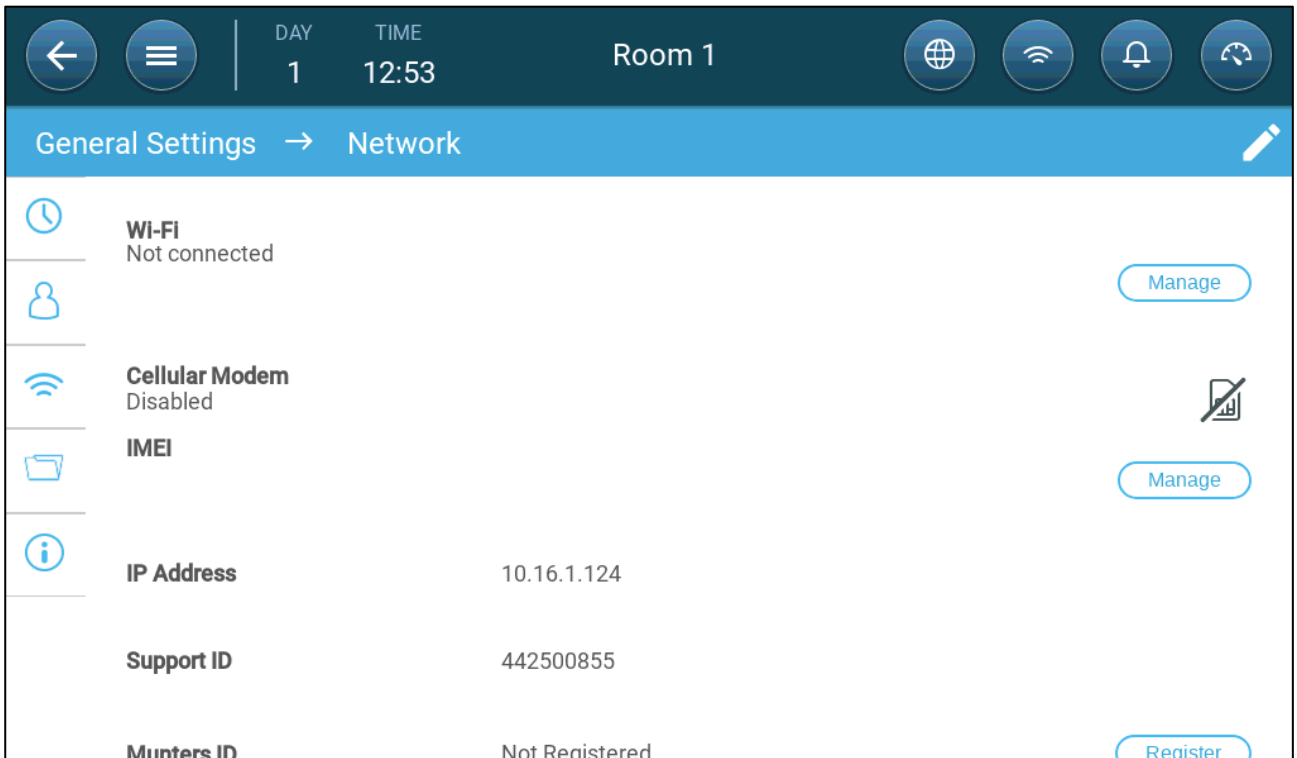 DAY TIME
1 12:53
Room 1
General Settings → Network
Wi-Fi
Not connected
Manage
Cellular Modem
Disabled
IMEI
Manage
IP Address 10.16.1.124
Support ID 442500855
Munters ID Not Registered Register